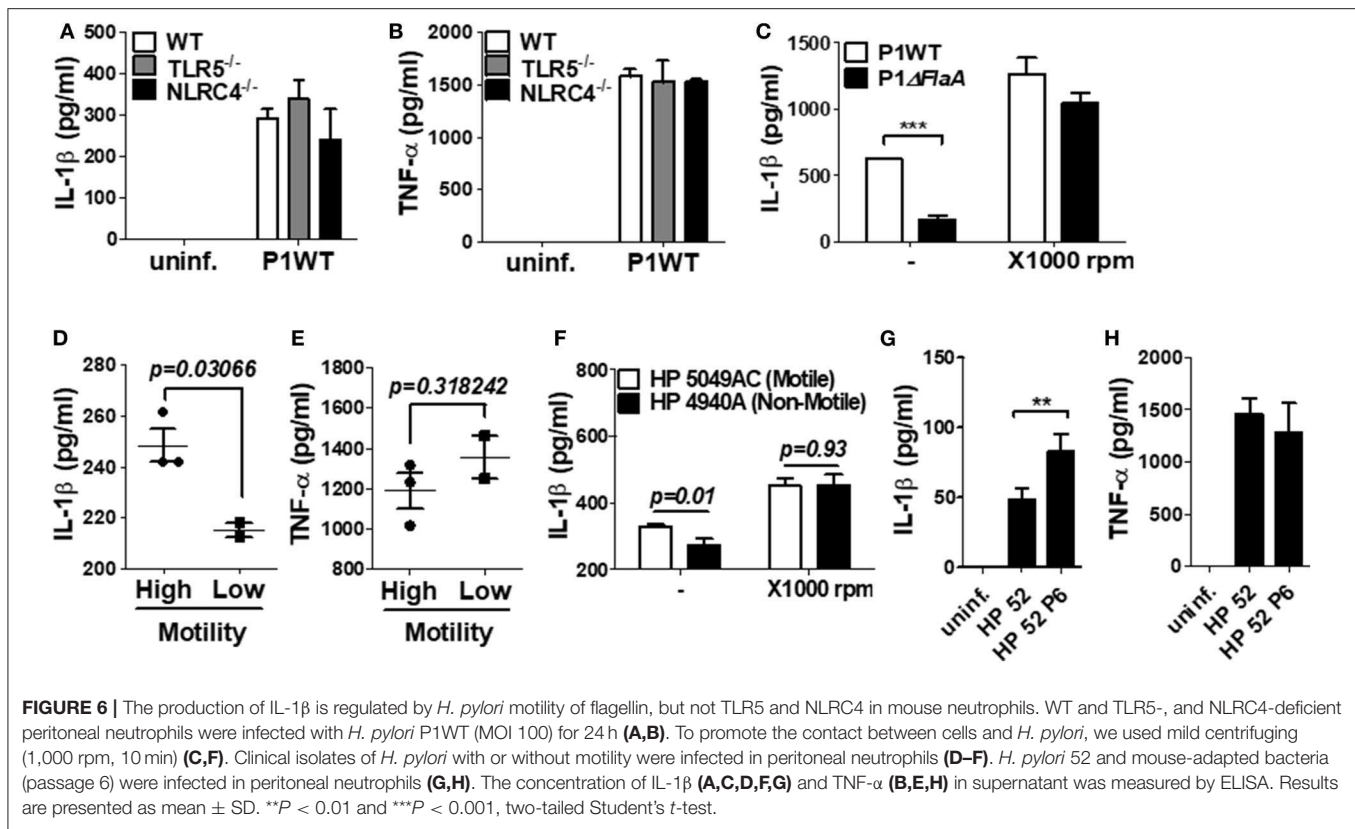 A
IL-1β (pg/ml)
500
400
300
200
100
0
WT
TLR5-/-
NLRC4-/-
uninf.
P1WT
B
TNF-α (pg/ml)
2000
1500
1000
500
0
WT
TLR5-/-
NLRC4-/-
uninf.
P1WT
C
IL-1β (pg/ml)
1500
1000
500
0
P1WT
P1ΔFlaA
***
-
X1000 rpm
D
IL-1β (pg/ml)
280
260
240
220
200
p=0.03066
High
Low
Motility
E
TNF-α (pg/ml)
1800
1600
1400
1200
1000
800
p=0.318242
High
Low
Motility
F
IL-1β (pg/ml)
800
600
400
200
HP 5049AC (Motile)
HP 4940A (Non-Motile)
p=0.01
p=0.93
-
X1000 rpm
G
IL-1β (pg/ml)
150
100
50
0
**
uninf.
HP 52
HP 52 P6
H
TNF-α (pg/ml)
2000
1500
1000
500
0
uninf.
HP 52
HP 52 P6
FIGURE 6 | The production of IL-1β is regulated by H. pylori motility of flagellin, but not TLR5 and NLRC4 in mouse neutrophils. WT and TLR5-, and NLRC4-deficient
peritoneal neutrophils were infected with H. pylori P1WT (MOI 100) for 24 h (A,B). To promote the contact between cells and H. pylori, we used mild centrifuging
(1,000 rpm, 10 min) (C,F). Clinical isolates of H. pylori with or without motility were infected in peritoneal neutrophils (D–F). H. pylori 52 and mouse-adapted bacteria
(passage 6) were infected in peritoneal neutrophils (G,H). The concentration of IL-1β (A,C,D,F,G) and TNF-α (B,E,H) in supernatant was measured by ELISA. Results
are presented as mean ± SD. **P < 0.01 and ***P < 0.001, two-tailed Student's t-test.